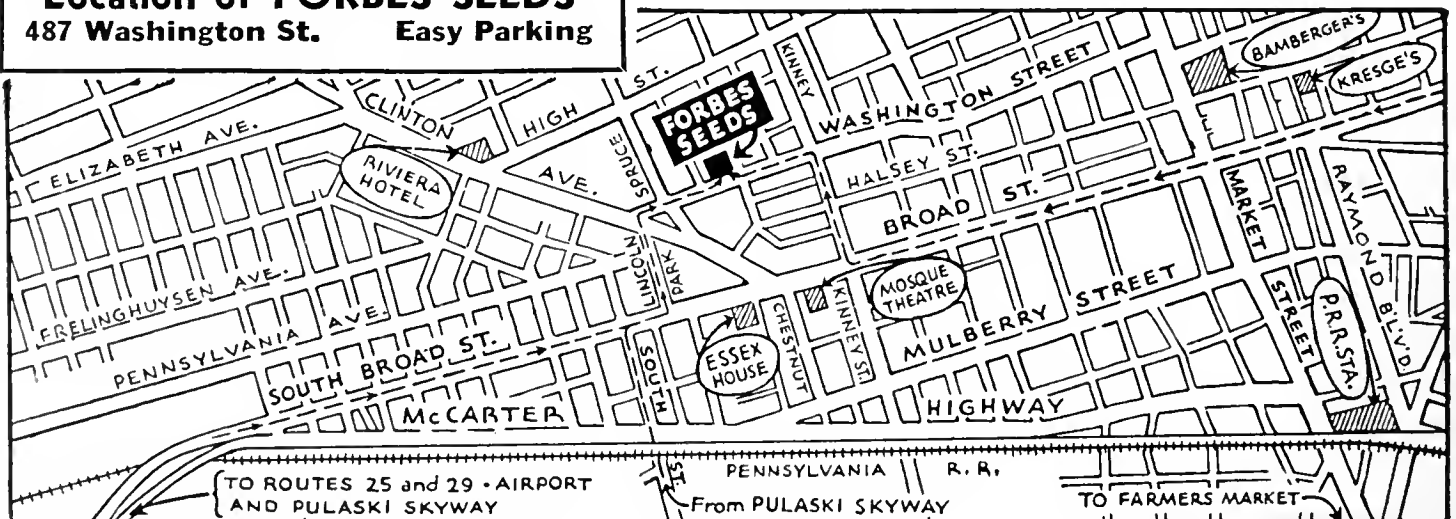 Location of FORBES SEEDS
487 Washington St. Easy Parking
ELIZABETH AVE.
CLINTON
AVE.
HIGH
ST.
SPRUCE
FORBES
SEEDS
KINNEY
WASHINGTON STREET
BAMBERGER'S
KRESGE'S
RIVIERA
HOTEL
HALSEY ST.
BROAD ST.
MARKET
STREET
RAYMOND BL'V'D.
FRELINGHUYSEN AVE.
PENNSYLVANIA AVE.
LINCOLN
PARK
MOSQUE
THEATRE
MULBERRY STREET
P.R.R. STA.
SOUTH BROAD ST.
SOUTH
ST.
ESSEX
HOUSE
CHESTNUT
KINNEY ST.
McCARTER
HIGHWAY
PENNSYLVANIA R. R.
TO ROUTES 25 and 29 - AIRPORT
AND PULASKI SKYWAY
From PULASKI SKYWAY
TO FARMERS MARKET